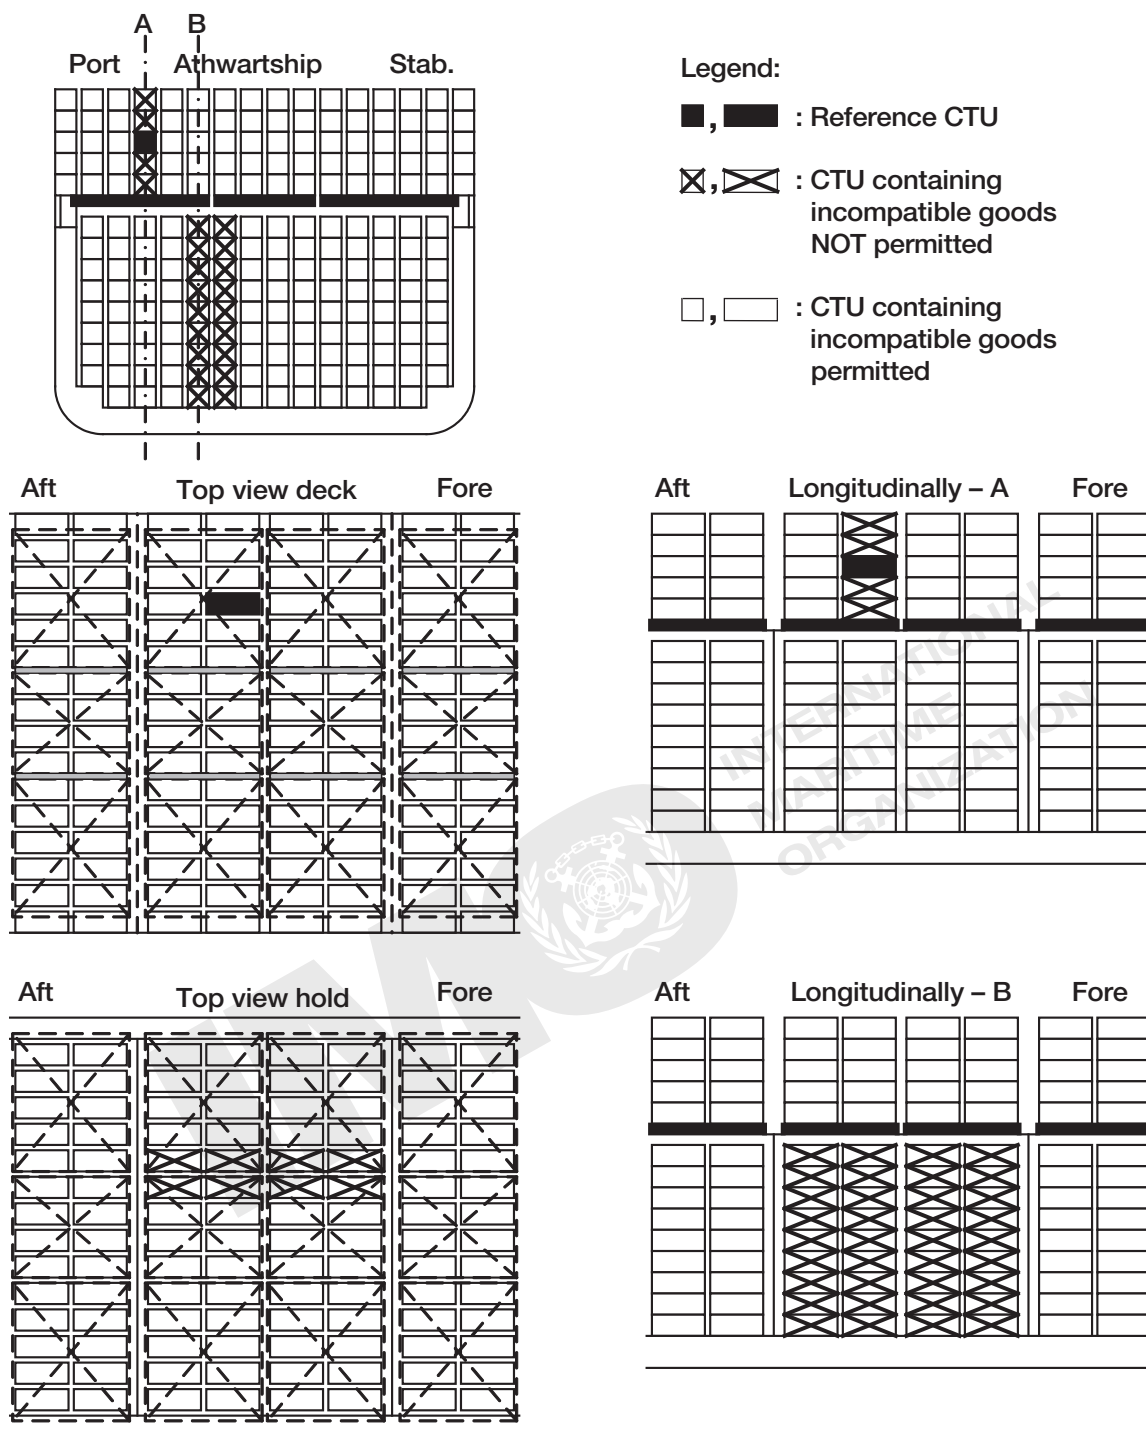 A B
Port Athwartship Stab.
Legend:
, : Reference CTU
, : CTU containing
incompatible goods
NOT permitted
, : CTU containing
incompatible goods
permitted
Aft Top view deck Fore
Aft Longitudinally – A Fore
INTERNATIONAL
MARITIME
ORGANIZATION
IMO
Aft Top view hold Fore
Aft Longitudinally – B Fore